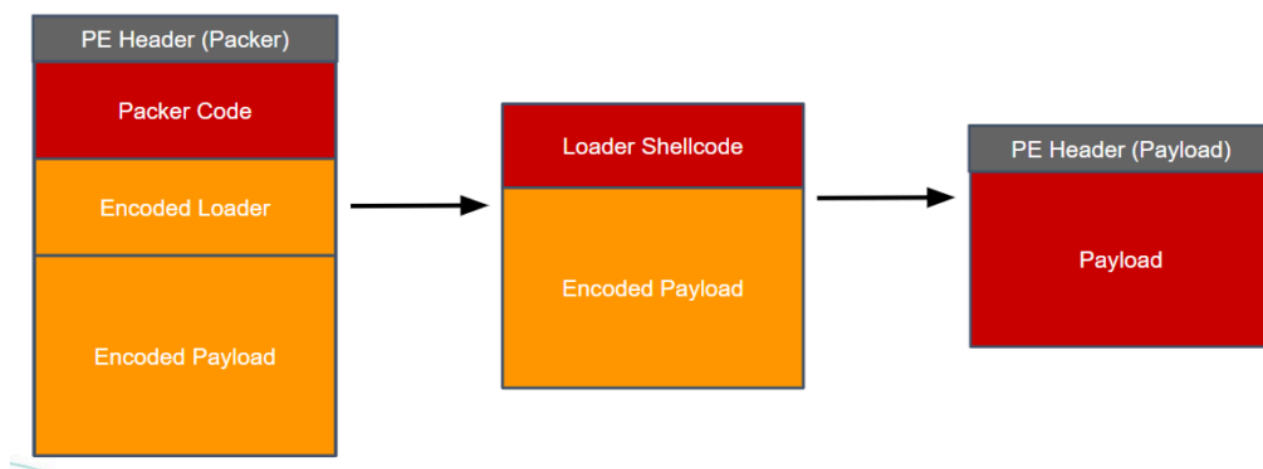 PE Header (Packer)
Packer Code
Encoded Loader
Encoded Payload
Loader Shellcode
Encoded Payload
PE Header (Payload)
Payload